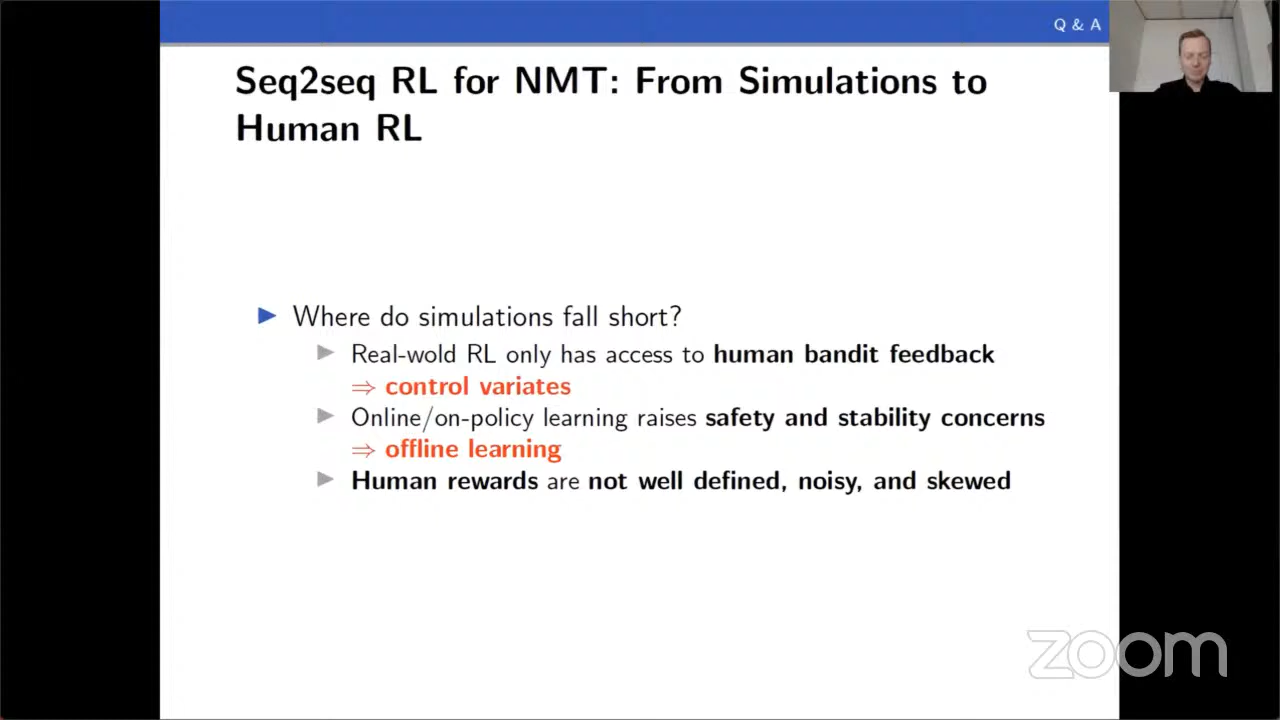 Q & A
Seq2seq RL for NMT: From Simulations to
Human RL
▶ Where do simulations fall short?
▶ Real-wold RL only has access to human bandit feedback
⇒ control variates
▶ Online/on-policy learning raises safety and stability concerns
⇒ offline learning
▶ Human rewards are not well defined, noisy, and skewed
zoom